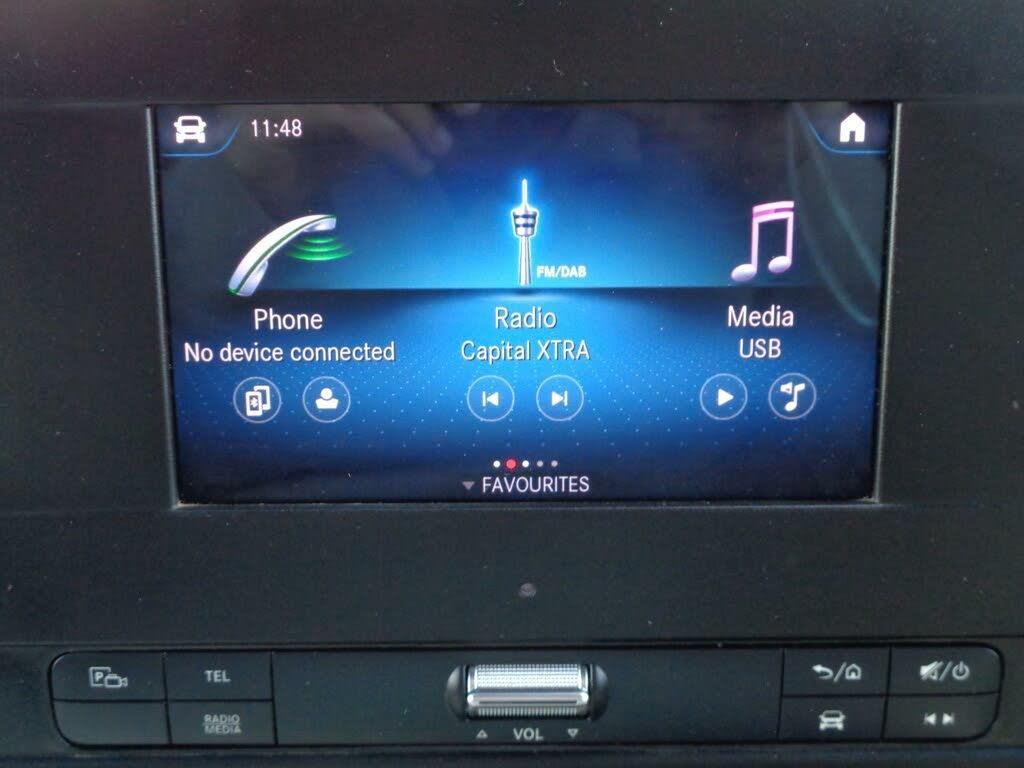 11:48
FM/DAB
Phone
Radio
Media
No device connected
Capital XTRA
USB
FAVOURITES
P
TEL
RADIO
MEDIA
VOL